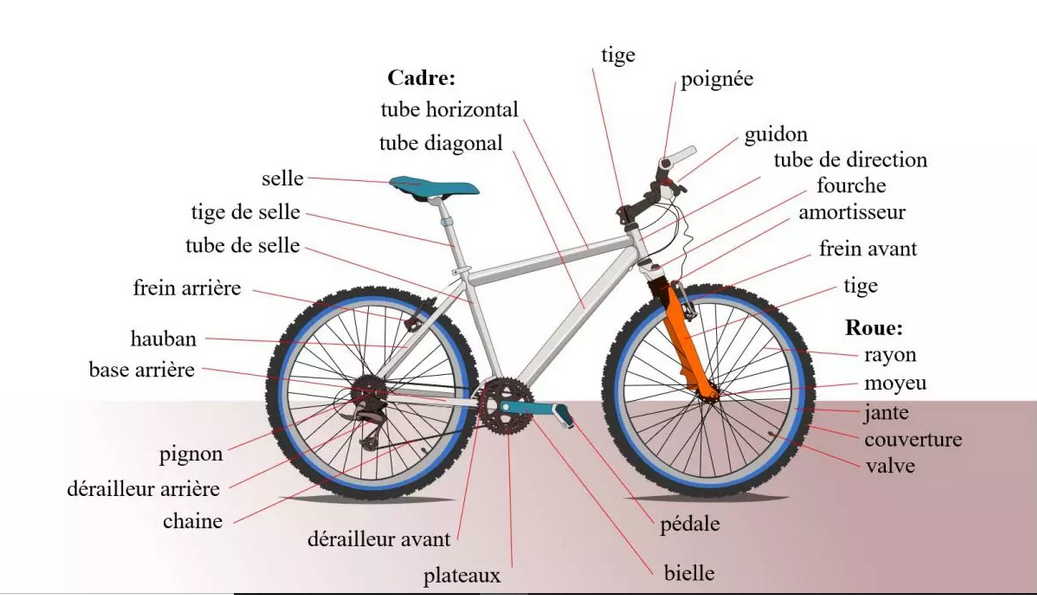 tige
Cadre:
poignée
tube horizontal
guidon
tube diagonal
tube de direction
selle
fourche
tige de selle
amortisseur
tube de selle
frein avant
frein arrière
tige
Roue:
hauban
rayon
base arrière
moyeu
jante
couverture
pignon
valve
dérailleur arrière
chaine
pédale
dérailleur avant
plateaux
bielle